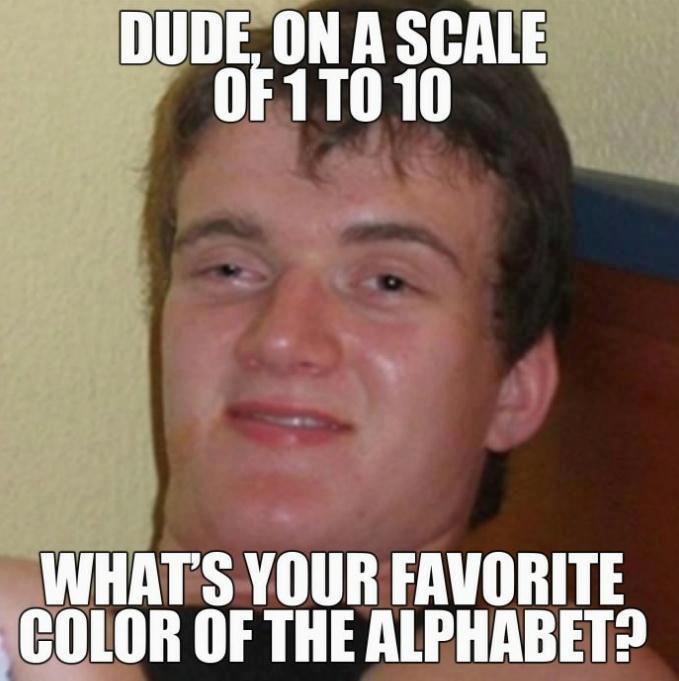 DUDE, ON A SCALE
OF 1 TO 10
WHAT'S YOUR FAVORITE
COLOR OF THE ALPHABET?